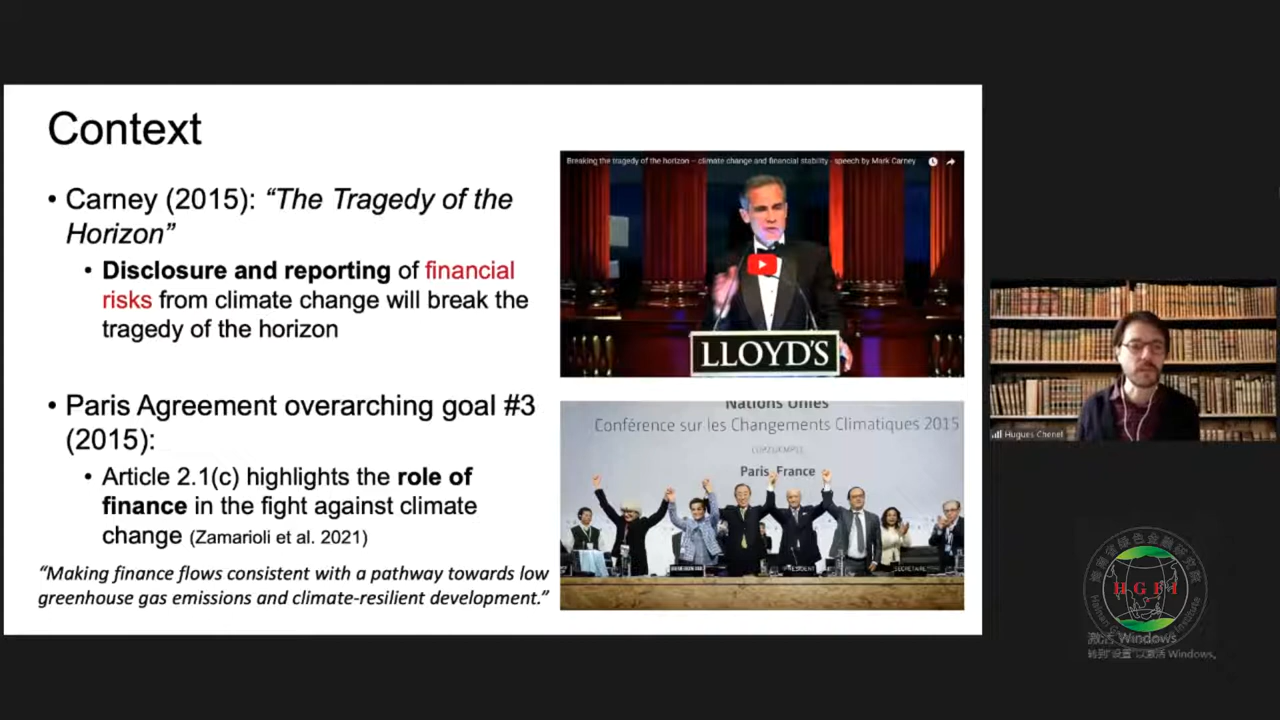 Context
• Carney (2015): “The Tragedy of the
Horizon”
• Disclosure and reporting of financial
risks from climate change will break the
tragedy of the horizon
• Paris Agreement overarching goal #3
(2015):
• Article 2.1(c) highlights the role of
finance in the fight against climate
change (Zamarioli et al. 2021)
“Making finance flows consistent with a pathway towards low
greenhouse gas emissions and climate-resilient development.”
Breaking the tragedy of the horizon – climate change and financial stability - speech by Mark Carney
LLOYD'S
Nations Unies
Conférence sur les Changements Climatiques 2015
Paris, France
PRESIDENT
Hugues Chenet
HGFI
Hainan
Institute
激活 Windows
转到"设置"以激活 Windows。